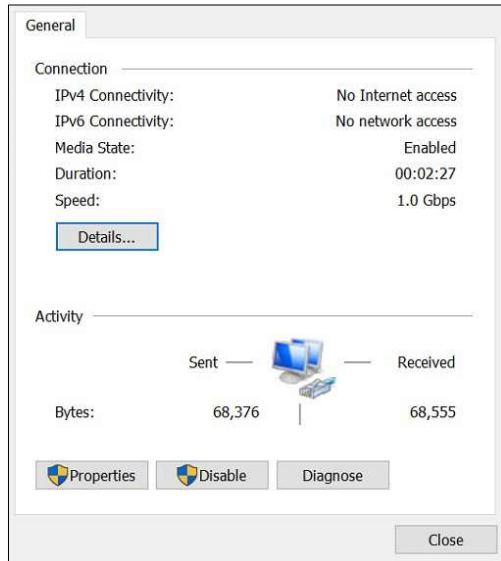 General
Connection
IPv4 Connectivity: No Internet access
IPv6 Connectivity: No network access
Media State: Enabled
Duration: 00:02:27
Speed: 1.0 Gbps
Details...
Activity
Sent Received
Bytes: 68,376 68,555
Properties Disable Diagnose
Close